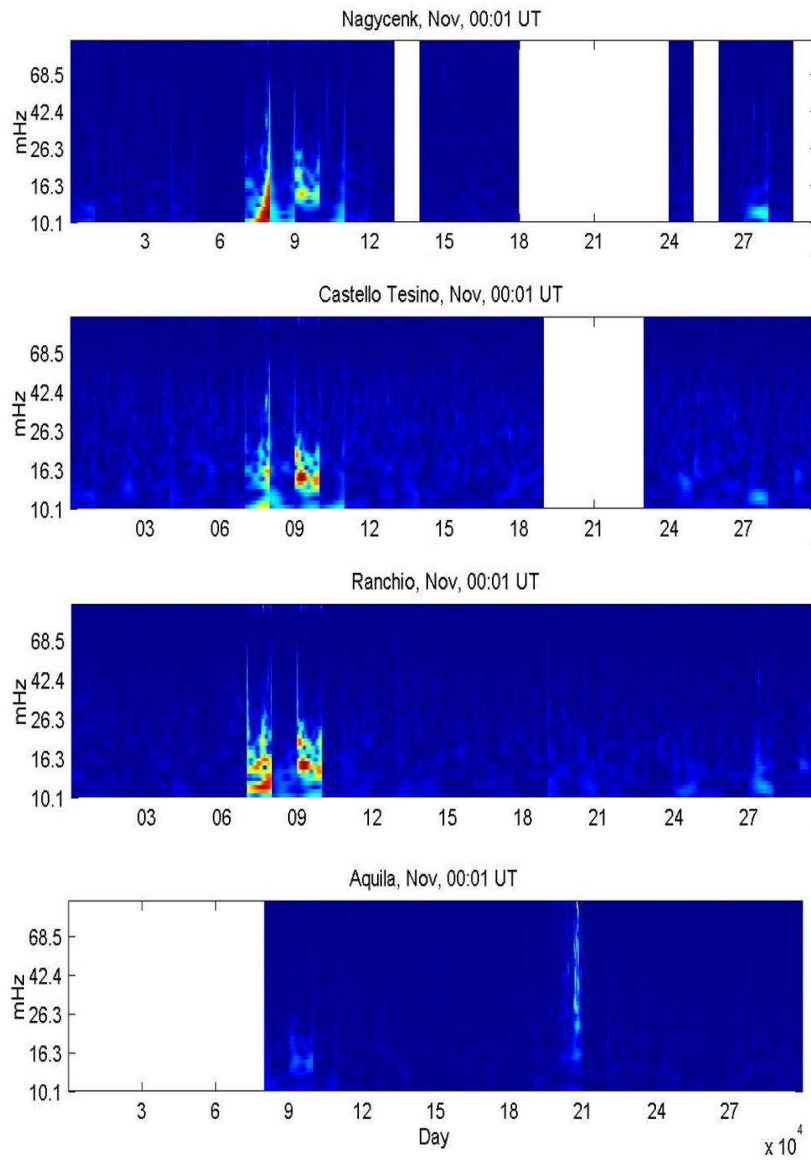 Nagycenk, Nov, 00:01 UT
68.5
42.4
26.3
16.3
10.1
mHz
3 6 9 12 15 18 21 24 27
Castello Tesino, Nov, 00:01 UT
68.5
42.4
26.3
16.3
10.1
mHz
03 06 09 12 15 18 21 24 27
Ranchio, Nov, 00:01 UT
68.5
42.4
26.3
16.3
10.1
mHz
03 06 09 12 15 18 21 24 27
Aquila, Nov, 00:01 UT
68.5
42.4
26.3
16.3
10.1
mHz
3 6 9 12 15 18 21 24 27
Day
x 10 4